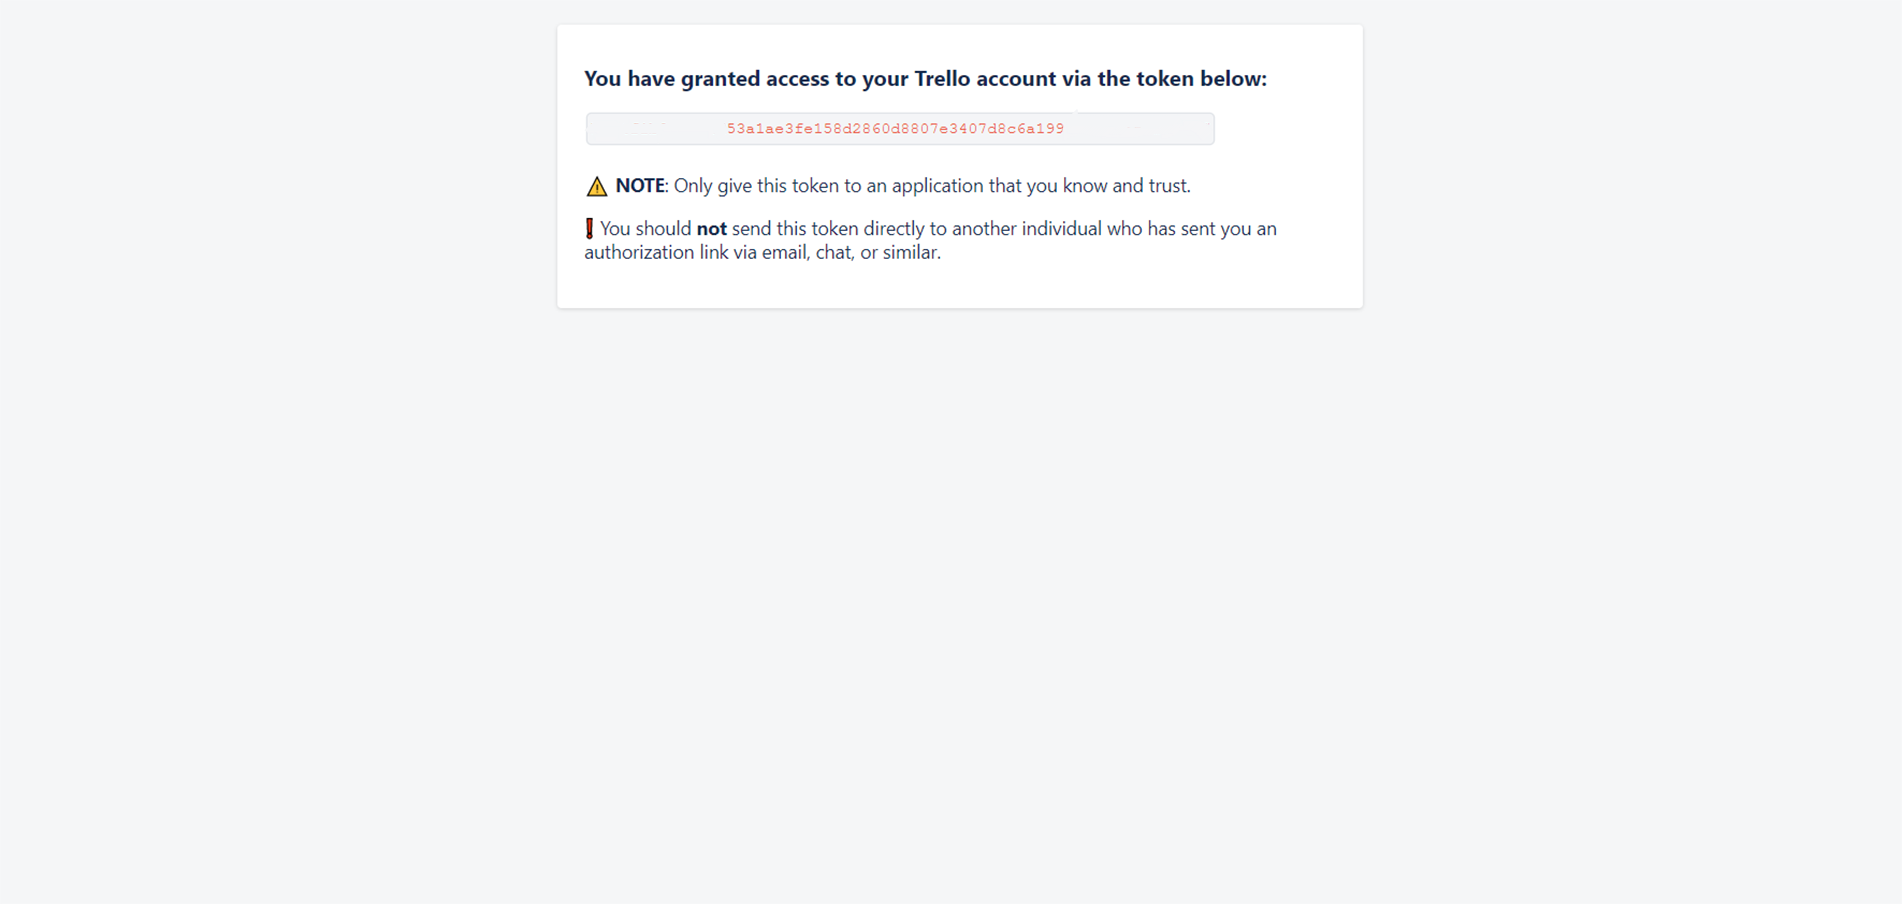 You have granted access to your Trello account via the token below:
53a1ae3fe158d2860d8807e3407d8c6a199
⚠️ NOTE: Only give this token to an application that you know and trust.
❗ You should not send this token directly to another individual who has sent you an
authorization link via email, chat, or similar.